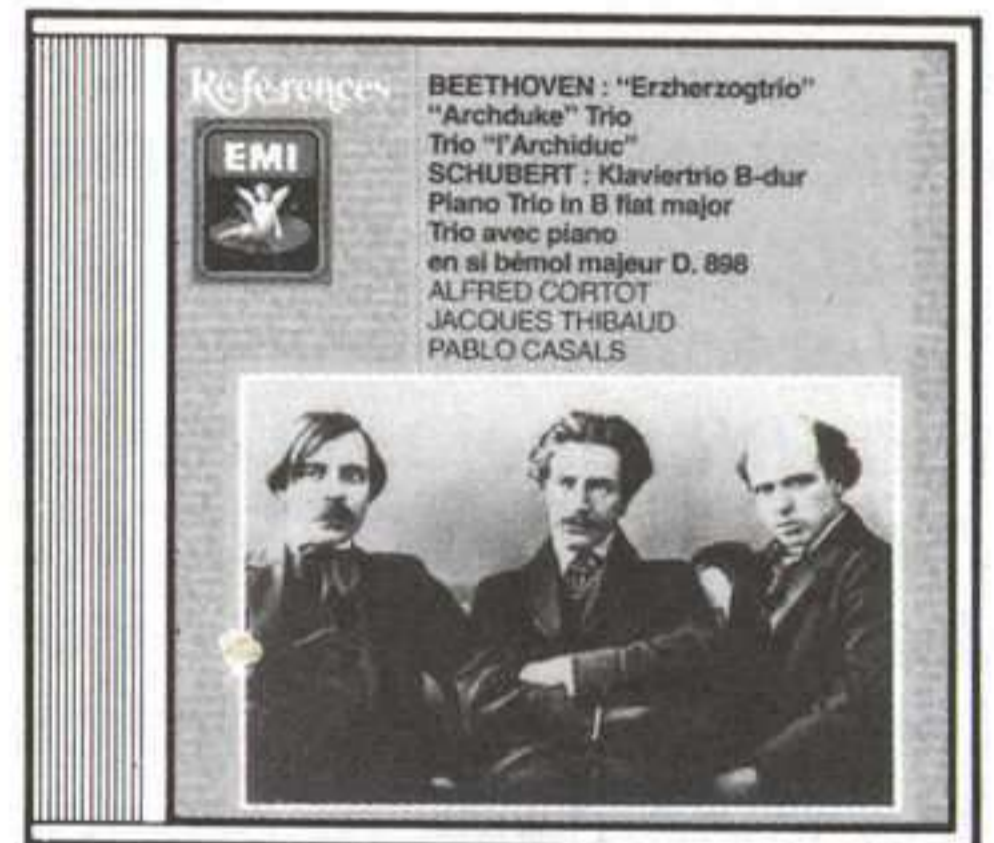 Références
EMI
BEETHOVEN : "Erzherzogtrio"
"Archduke" Trio
Trio "l'Archiduc"
SCHUBERT : Klaviertrio B-dur
Piano Trio in B flat major
Trio avec piano
en si bémol majeur D. 898
ALFRED CORTOT
JACQUES THIBAUD
PABLO CASALS